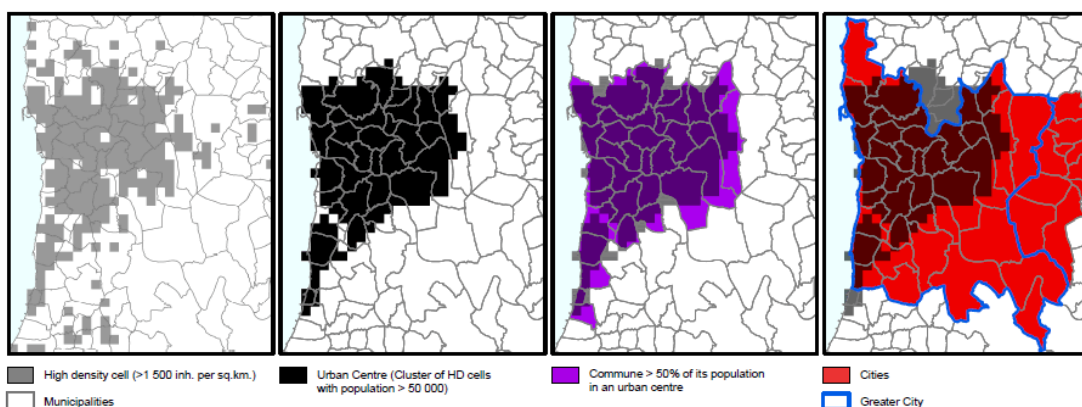 High density cell (>1 500 inh. per sq.km.)
Municipalities
Urban Centre (Cluster of HD cells
with population > 50 000)
Commune > 50% of its population
in an urban centre
Cities
Greater City